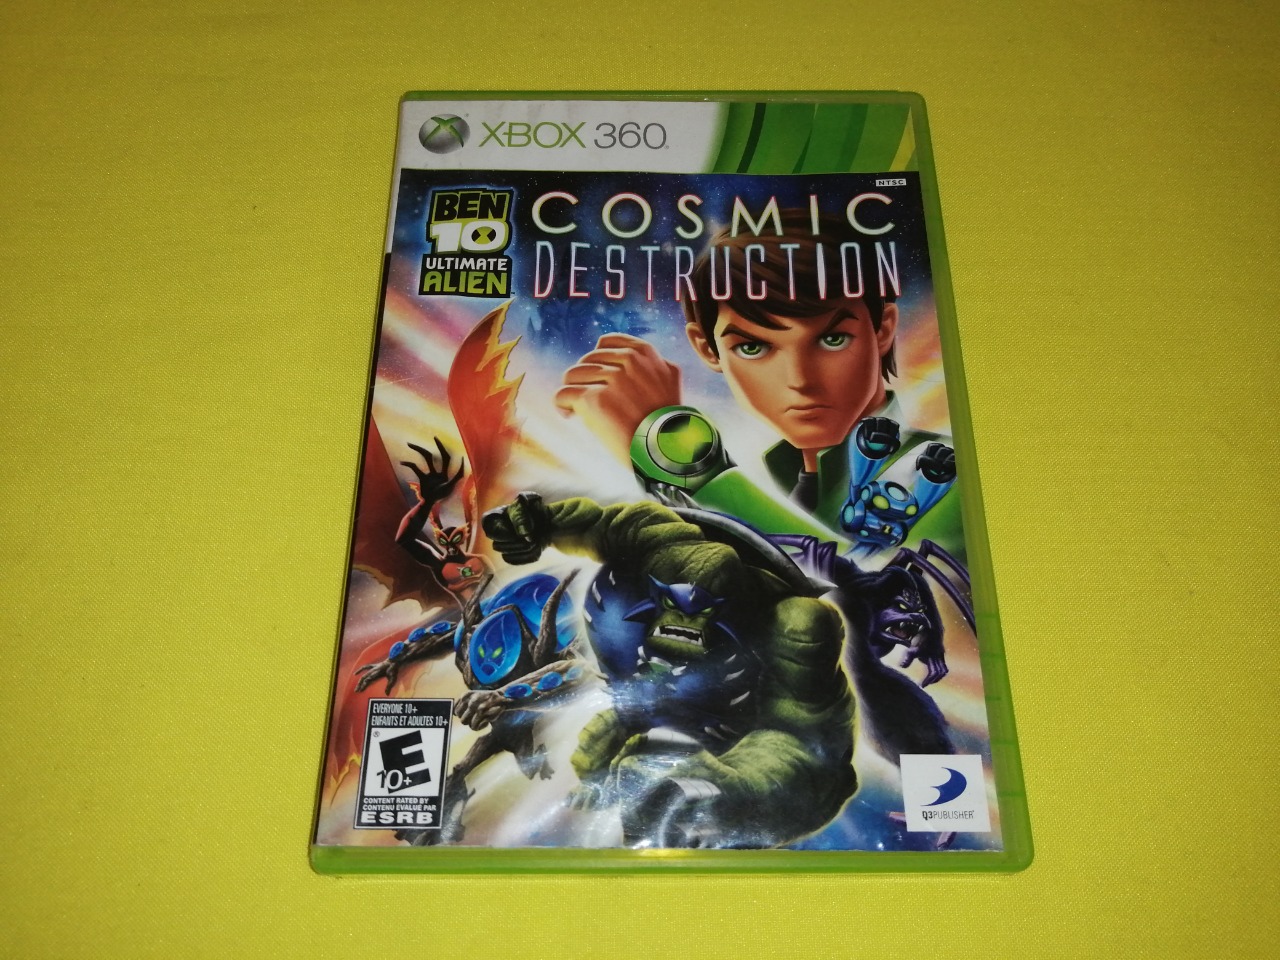 XBOX 360
NTSC
BEN
10
ULTIMATE
ALIEN
COSMIC
DESTRUCTION
EVERYONE 10+
ENFANTS ET ADULTES 10+
E
10+
CONTENT RATED BY
CONTENU ÉVALUÉ PAR
ESRB
D3PUBLISHER